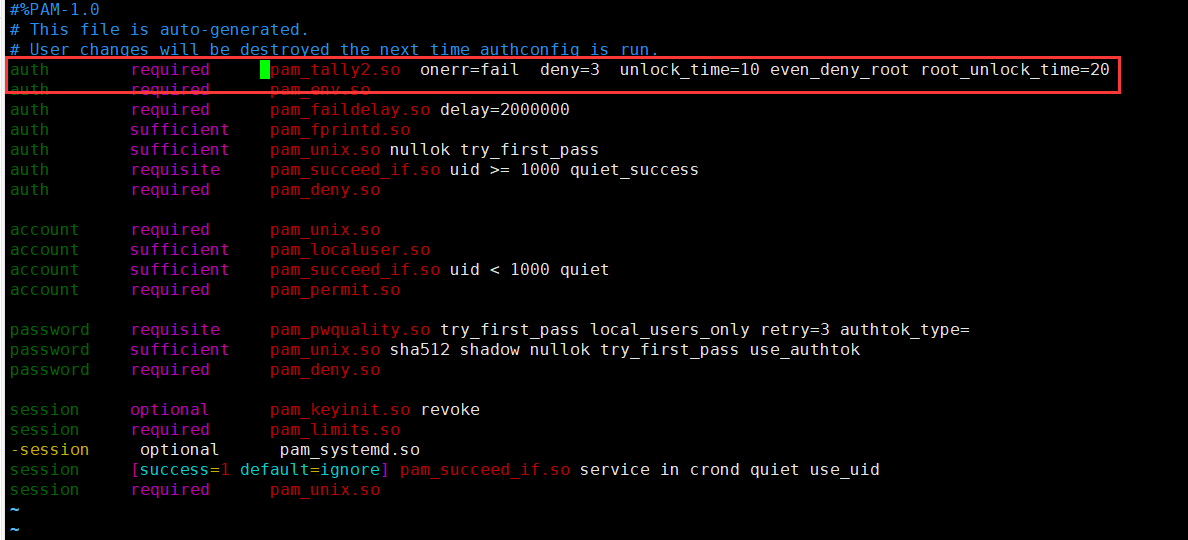 #%PAM-1.0
# This file is auto-generated.
# User changes will be destroyed the next time authconfig is run.
auth required pam_tally2.so onerr=fail deny=3 unlock_time=10 even_deny_root root_unlock_time=20
auth required pam_env.so
auth required pam_faildelay.so delay=2000000
auth sufficient pam_fprintd.so
auth sufficient pam_unix.so nullok try_first_pass
auth requisite pam_succeed_if.so uid >= 1000 quiet_success
auth required pam_deny.so
account required pam_unix.so
account sufficient pam_localuser.so
account sufficient pam_succeed_if.so uid < 1000 quiet
account required pam_permit.so
password requisite pam_pwquality.so try_first_pass local_users_only retry=3 authtok_type=
password sufficient pam_unix.so sha512 shadow nullok try_first_pass use_authtok
password required pam_deny.so
session optional pam_keyinit.so revoke
session required pam_limits.so
-session optional pam_systemd.so
session [success=1 default=ignore] pam_succeed_if.so service in crond quiet use_uid
session required pam_unix.so
~
~